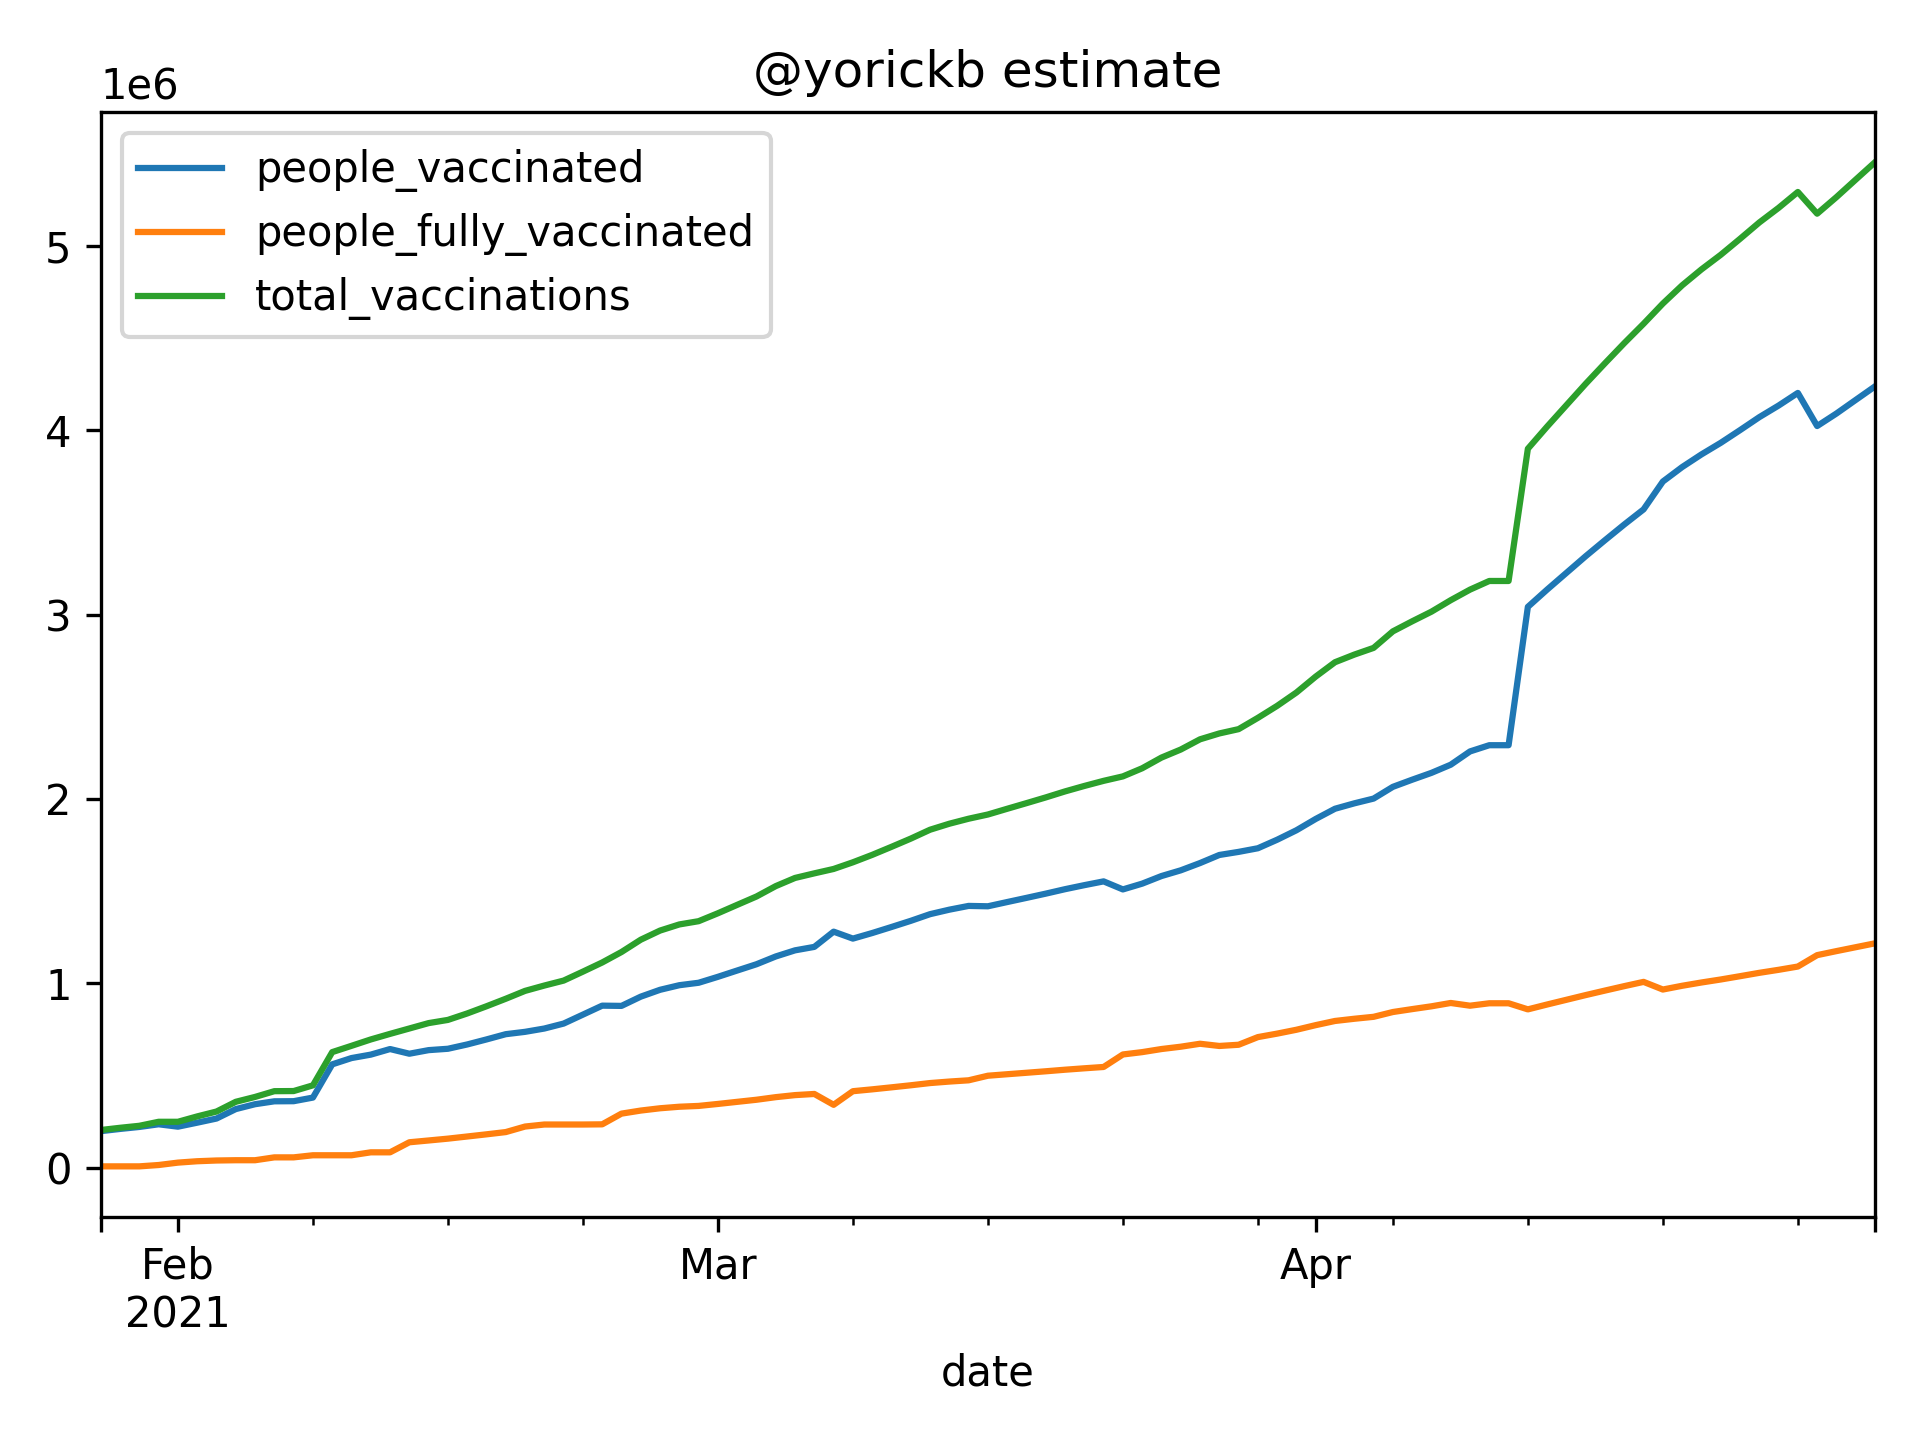 @yorickb estimate
1e6
people_vaccinated
people_fully_vaccinated
total_vaccinations
5
4
3
2
1
0
Feb Mar Apr
2021
date